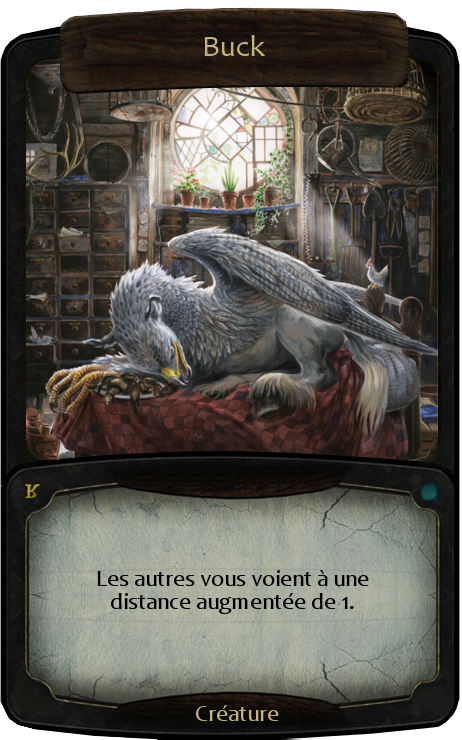 Buck
Les autres vous voient à une
distance augmentée de 1.
Créature